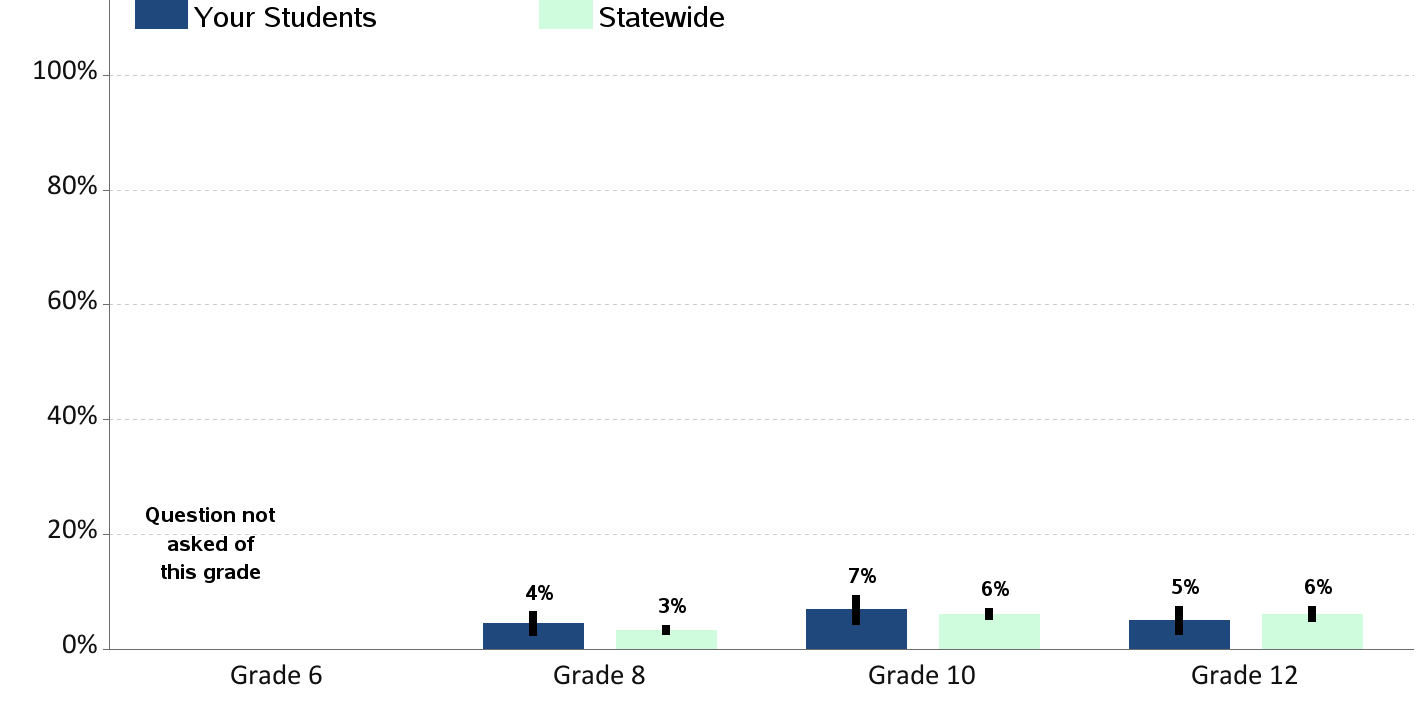 Your Students Statewide
100%
80%
60%
40%
20%
0%
Question not
asked of
this grade
4% 3% 7% 6% 5% 6%
Grade 6 Grade 8 Grade 10 Grade 12